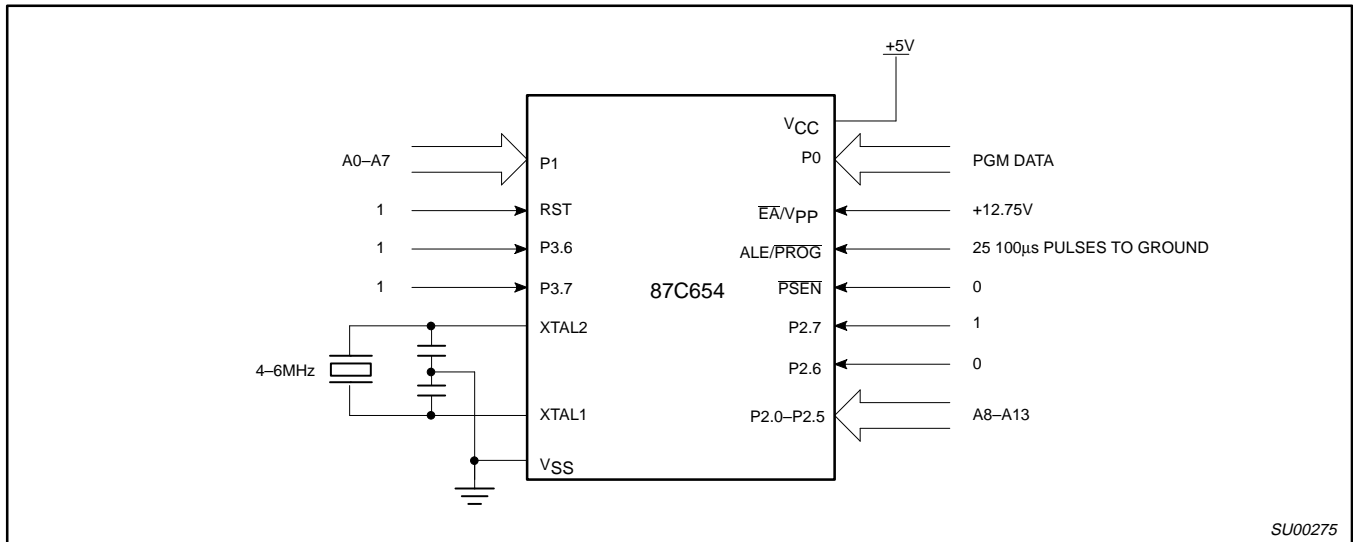 +5V
VCC
A0–A7
P1
P0
PGM DATA
1
RST
EA/VPP
+12.75V
1
P3.6
ALE/PROG
25 100µs PULSES TO GROUND
1
P3.7
87C654
PSEN
0
XTAL2
P2.7
1
4–6MHz
P2.6
0
XTAL1
P2.0–P2.5
A8–A13
VSS
SU00275